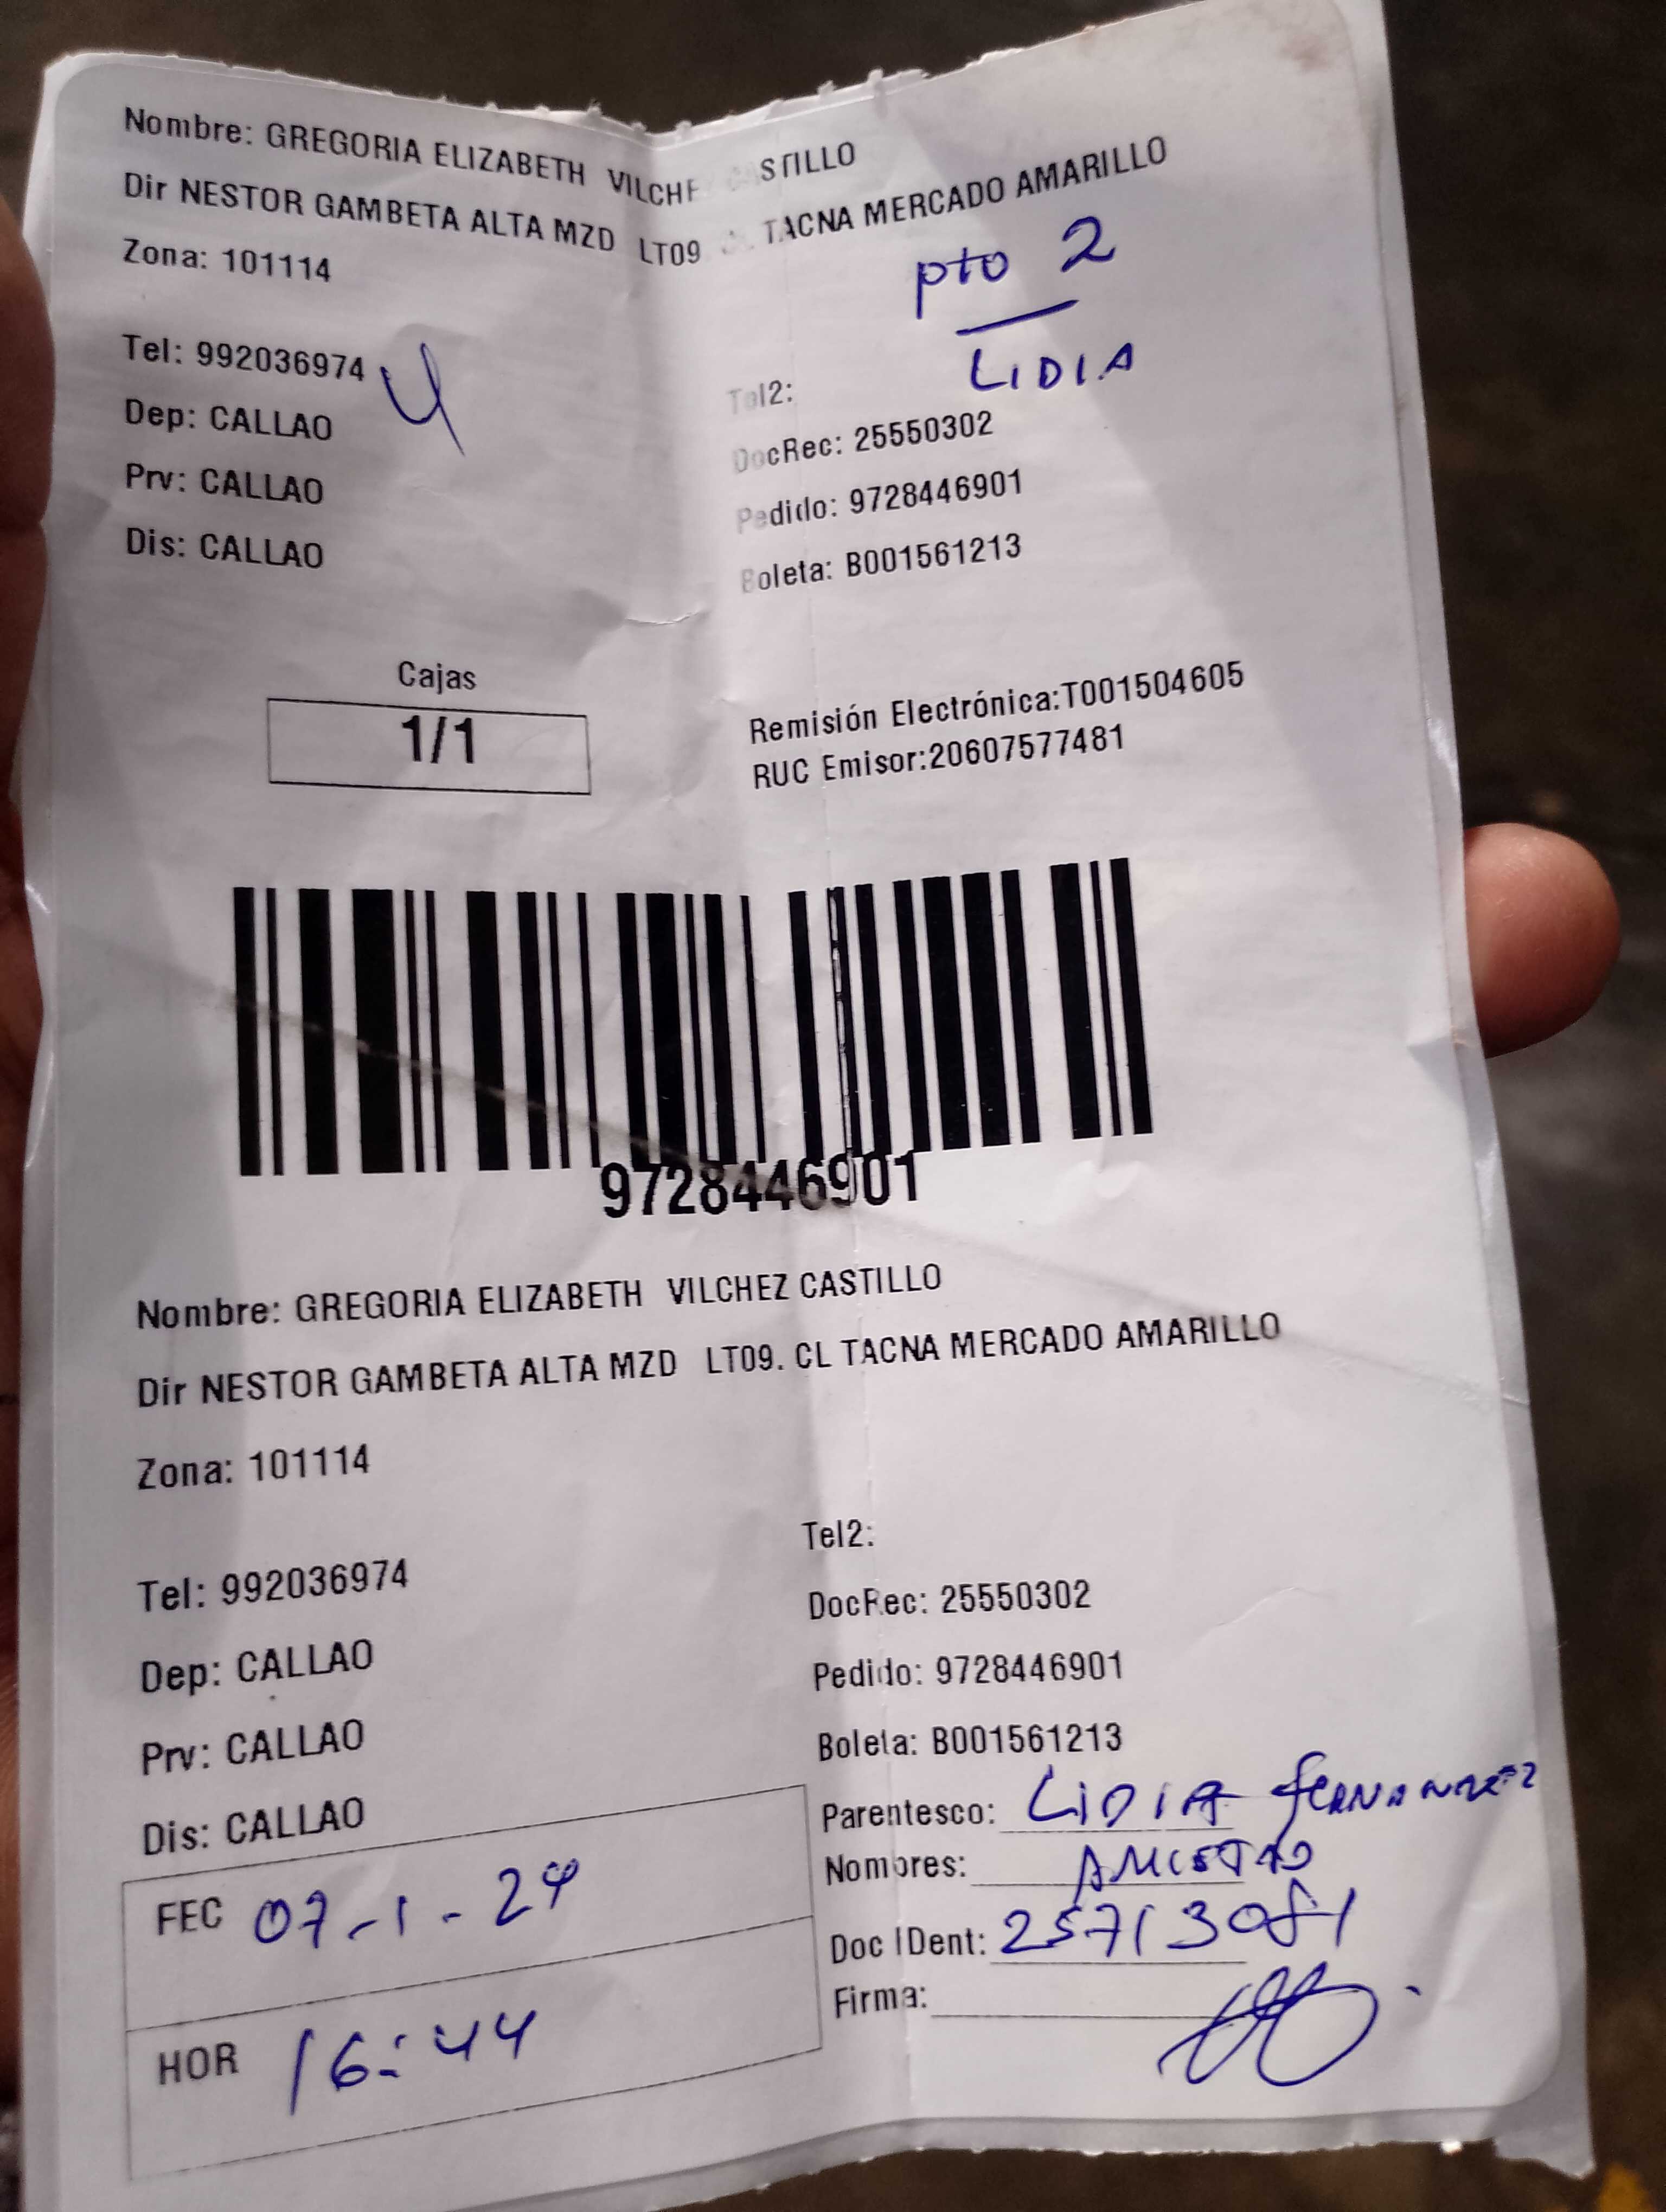 Nombre: GREGORIA ELIZABETH VILCHE CASTILLO
Dir NESTOR GAMBETA ALTA MZD LT09 TACNA MERCADO AMARILLO
Zona: 101114
pto 2
LIDIA
Tel: 992036974
Tel2:
Dep: CALLAO
DocRec: 25550302
Prv: CALLAO
Pedido: 9728446901
Dis: CALLAO
Boleta: B001561213
Cajas
1/1
Remisión Electrónica:T001504605
RUC Emisor:20607577481
9728446901
Nombre: GREGORIA ELIZABETH VILCHEZ CASTILLO
Dir NESTOR GAMBETA ALTA MZD LT09. CL TACNA MERCADO AMARILLO
Zona: 101114
Tel2:
Tel: 992036974
DocRec: 25550302
Dep: CALLAO
Pedido: 9728446901
Prv: CALLAO
Boleta: B001561213
Dis: CALLAO
Parentesco: LIDIA
Nombres: AMISTAD
FEC 07-1-24
Doc IDent: 25713081
Firma:
HOR 16:44